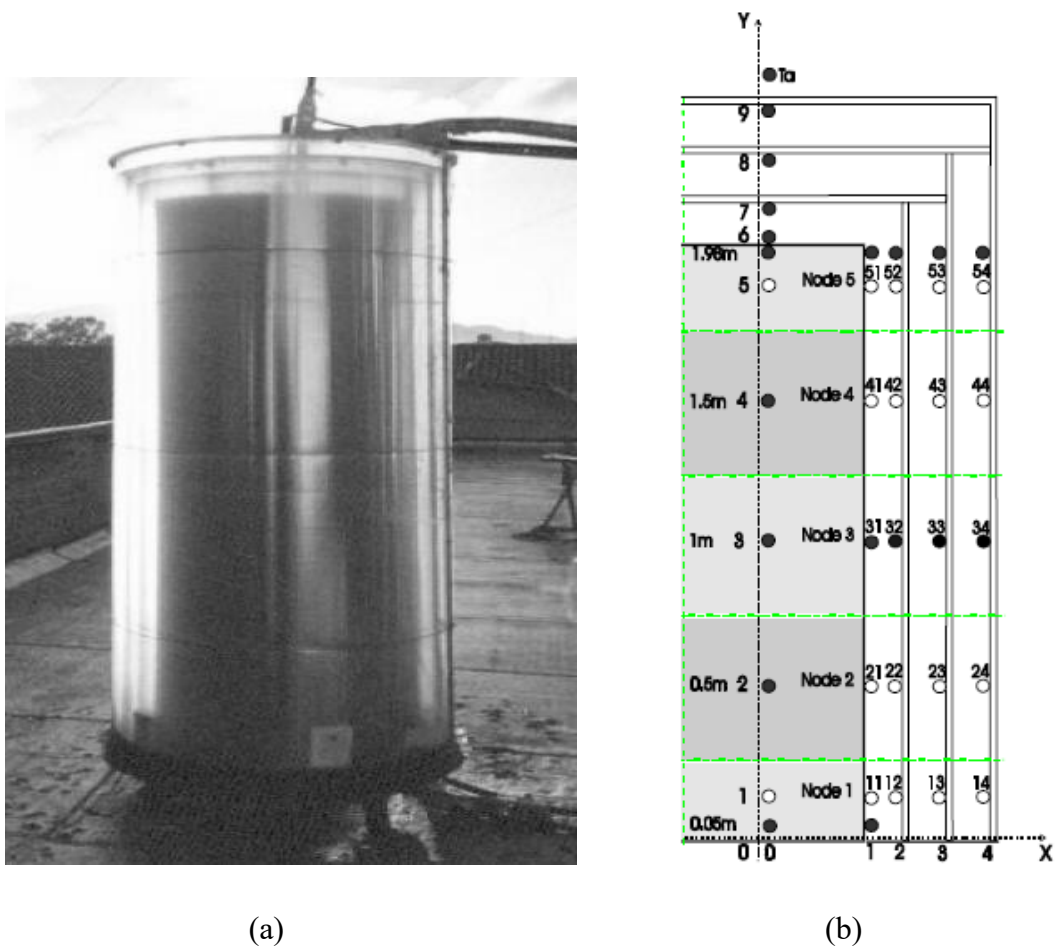 Y
Ta
9
8
7
6
1.98m
51 52 53 54
5 Node 5
41 42 43 44
1.5m 4 Node 4
31 32 33 34
1m 3 Node 3
21 22 23 24
0.5m 2 Node 2
11 12 13 14
1 Node 1
0.05m
0 0 1 2 3 4 X
(a) (b)